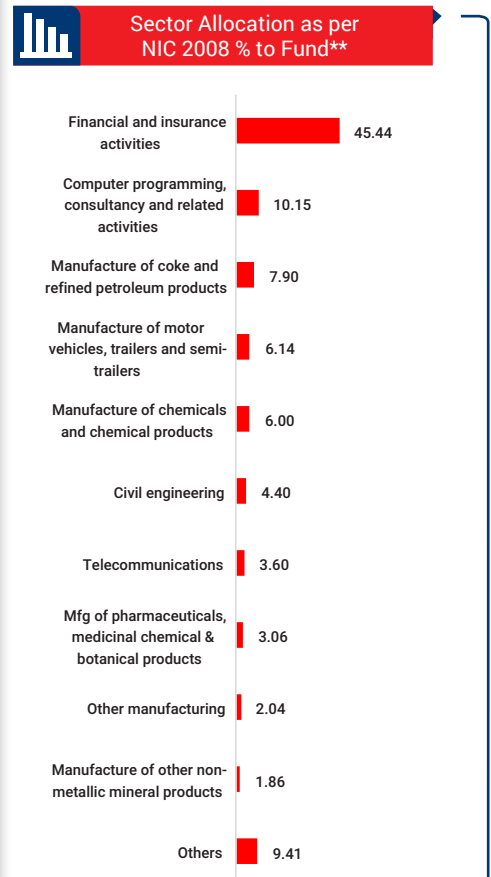 Sector Allocation as per
NIC 2008 % to Fund**
Financial and insurance
activities
45.44
Computer programming,
consultancy and related
activities
10.15
Manufacture of coke and
refined petroleum products
7.90
Manufacture of motor
vehicles, trailers and semi-
trailers
6.14
Manufacture of chemicals
and chemical products
6.00
Civil engineering
4.40
Telecommunications
3.60
Mfg of pharmaceuticals,
medicinal chemical &
botanical products
3.06
Other manufacturing
2.04
Manufacture of other non-
metallic mineral products
1.86
Others
9.41